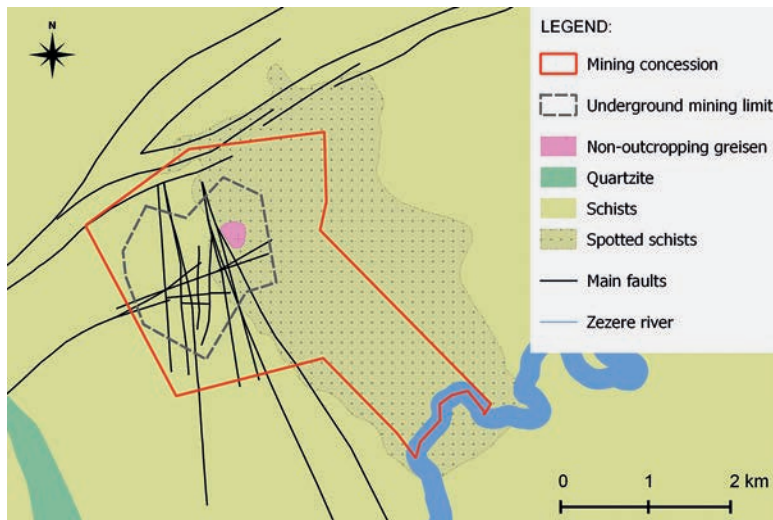 N
LEGEND:
Mining concession
Underground mining limit
Non-outcropping greisen
Quartzite
Schists
Spotted schists
Main faults
Zezere river
0 1 2 km